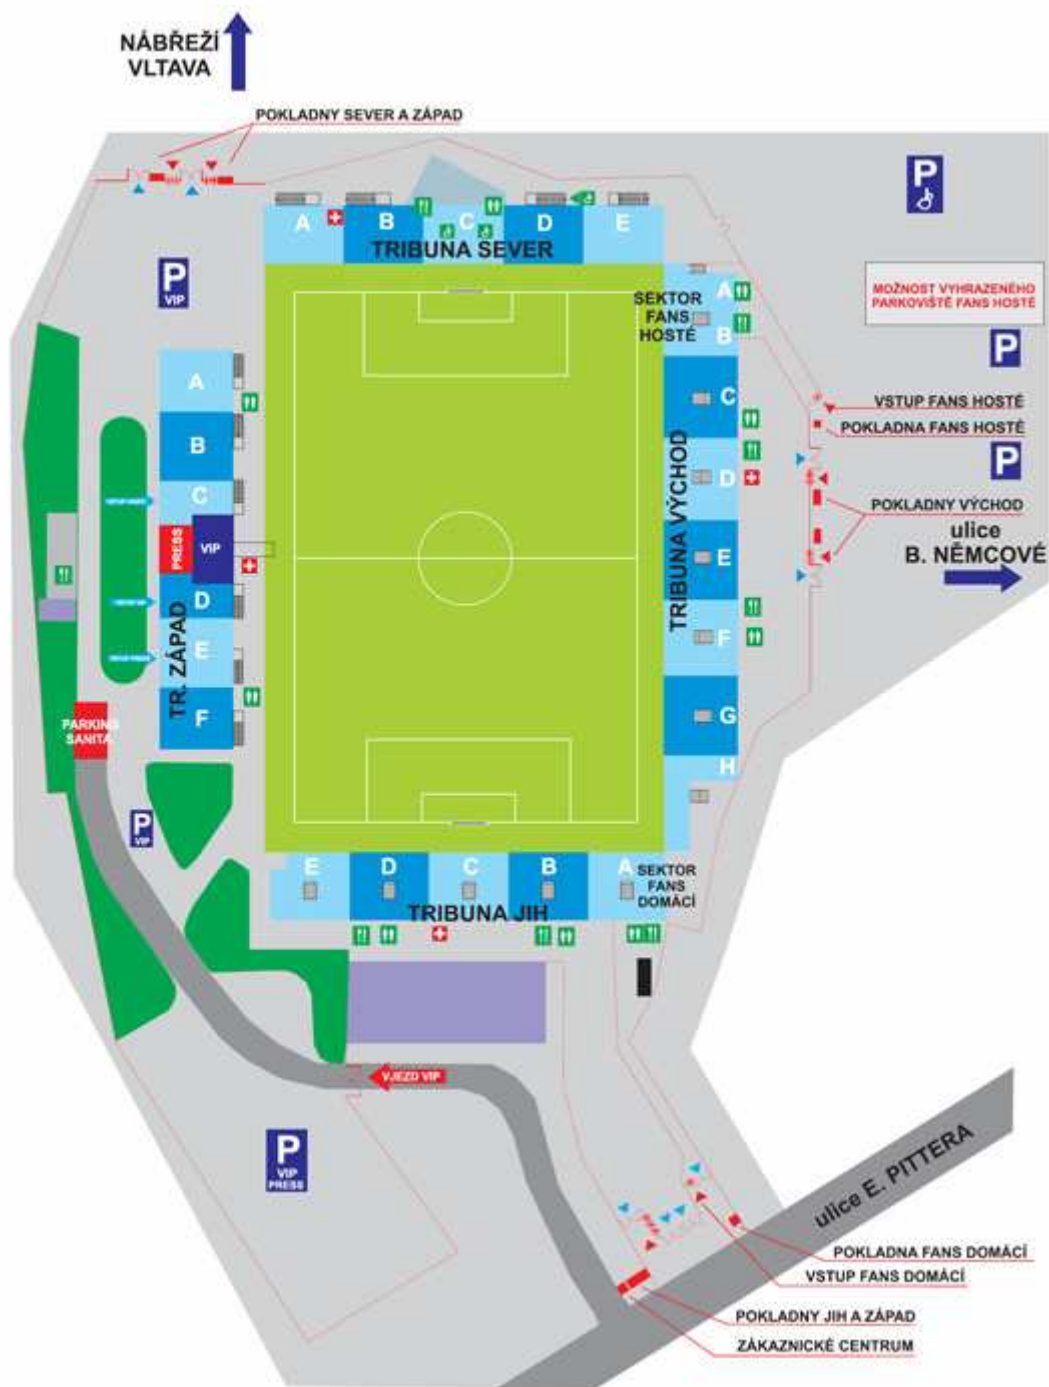 NÁBŘEŽÍ
VLTAVA
POKLADNY SEVER A ZÁPAD
P
A
B
C
D
E
TRIBUNA SEVER
P
VIP
MOŽNOST VYHRAZENÉHO
PARKOVIŠTĚ FANS HOSTÉ
SEKTOR
FANS
HOSTÉ
A
B
P
A
C
VSTUP FANS HOSTÉ
POKLADNA FANS HOSTÉ
B
P
D
C
POKLADNY VÝCHOD
TRIBUNA VÝCHOD
PRESS
VIP
E
ulice
B. NĚMCOVÉ
D
TR. ZÁPAD
E
F
F
G
PARKING
SANITA
H
P
VIP
E
D
C
B
A
SEKTOR
FANS
DOMÁCÍ
TRIBUNA JIH
VJEZD VIP
P
VIP
PRESS
ulice E. PITTERA
POKLADNA FANS DOMÁCÍ
VSTUP FANS DOMÁCÍ
POKLADNY JIH A ZÁPAD
ZÁKAZNICKÉ CENTRUM